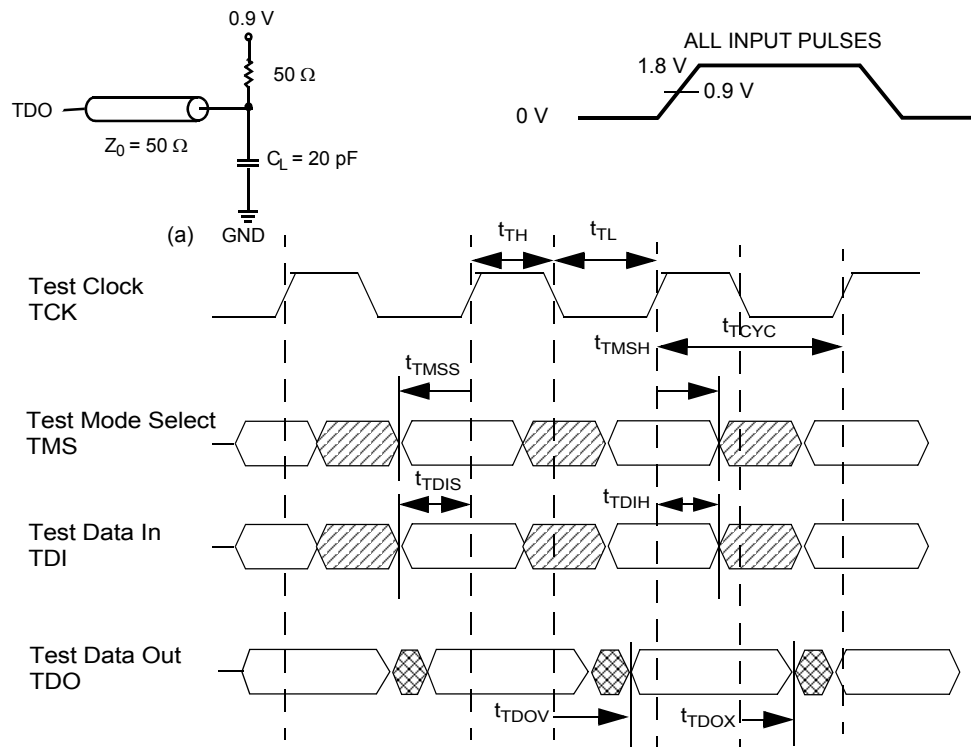 0.9 V
ALL INPUT PULSES
50 Ω
1.8 V
0.9 V
TDO
0 V
Z0 = 50 Ω
CL = 20 pF
(a)
GND
tTH
tTL
Test Clock
TCK
tTCYC
tTMSH
tTMSS
Test Mode Select
TMS
tTDIS
tTDIH
Test Data In
TDI
Test Data Out
TDO
tTDOV
tTDOX